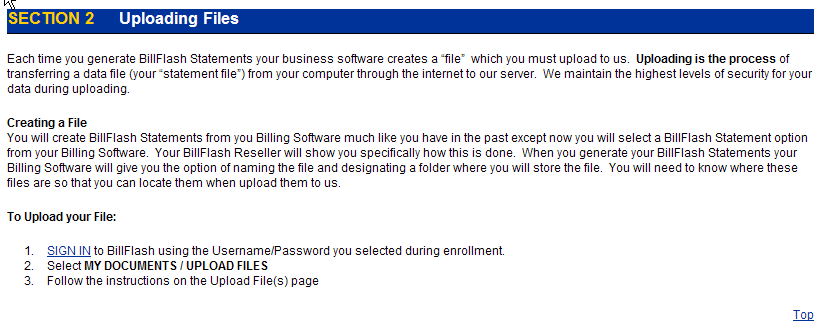 SECTION 2 Uploading Files
Each time you generate BillFlash Statements your business software creates a “file” which you must upload to us. Uploading is the process of
transferring a data file (your “statement file”) from your computer through the internet to our server. We maintain the highest levels of security for your
data during uploading.
Creating a File
You will create BillFlash Statements from you Billing Software much like you have in the past except now you will select a BillFlash Statement option
from your Billing Software. Your BillFlash Reseller will show you specifically how this is done. When you generate your BillFlash Statements your
Billing Software will give you the option of naming the file and designating a folder where you will store the file. You will need to know where these
files are so that you can locate them when upload them to us.
To Upload your File:
1. SIGN IN to BillFlash using the Username/Password you selected during enrollment.
2. Select MY DOCUMENTS / UPLOAD FILES
3. Follow the instructions on the Upload File(s) page
Top